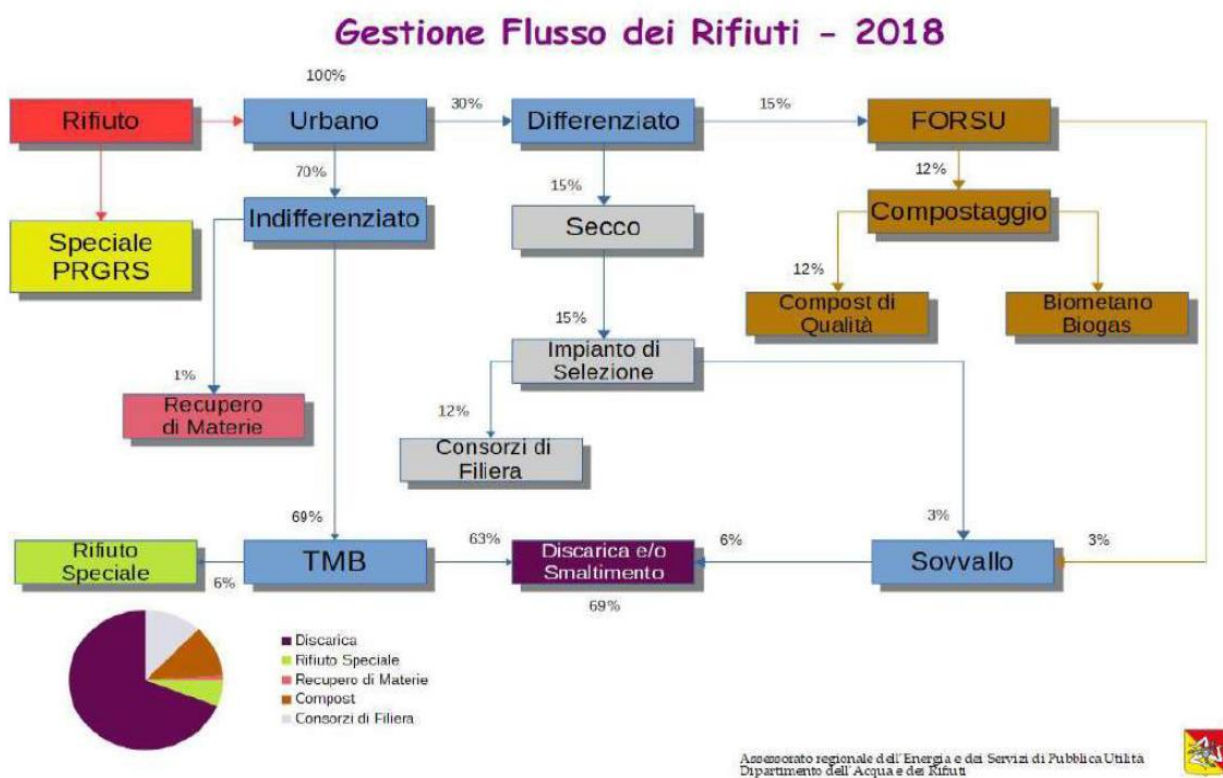 Gestione Flusso dei Rifiuti - 2018
100%
Rifiuto
Urbano
30%
Differenziato
15%
FORSU
70%
15%
12%
Indifferenziato
Secco
Compostaggio
Speciale
PRGRS
12%
Compost di
Qualità
Biometano
Biogas
15%
Impianto di
Selezione
1%
Recupero
di Materie
12%
Consorzi di
Filiera
69%
3%
Rifiuto
Speciale
6%
TMB
63%
Discarica e/o
Smaltimento
69%
6%
Sovvallo
3%
Discarica
Rifiuto Speciale
Recupero di Materie
Compost
Consorzi di Filiera
Assessorato regionale dell'Energia e dei Servizi di Pubblica Utilità
Dipartimento dell'Acqua e dei Rifiuti